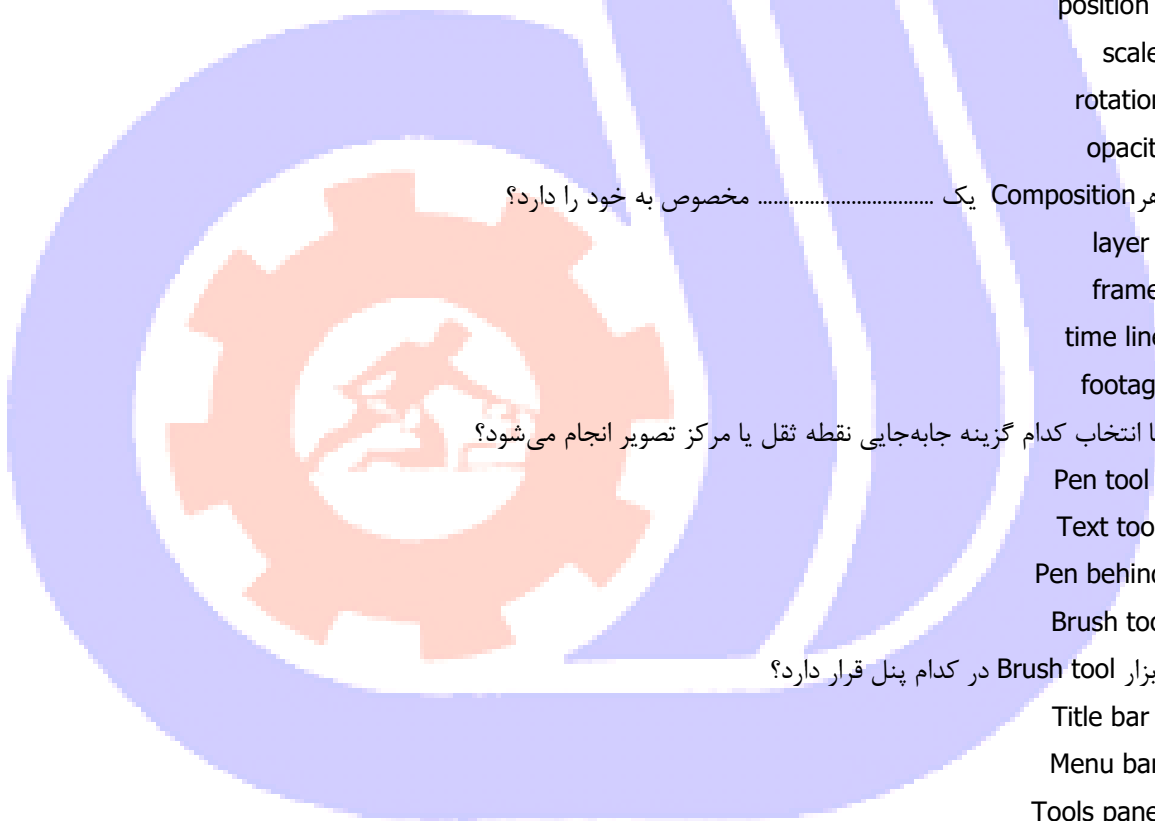 position
scale
rotation
opacit
هر Composition یک .................................. مخصوص به خود را دارد؟
layer
frame
time line
footag
ا انتخاب کدام گزینه جابه‌جایی نقطه ثقل یا مرکز تصویر انجام می‌شود؟
Pen tool
Text too
Pen behind
Brush too
بزار Brush tool در کدام پنل قرار دارد؟
Title bar
Menu bar
Tools pane